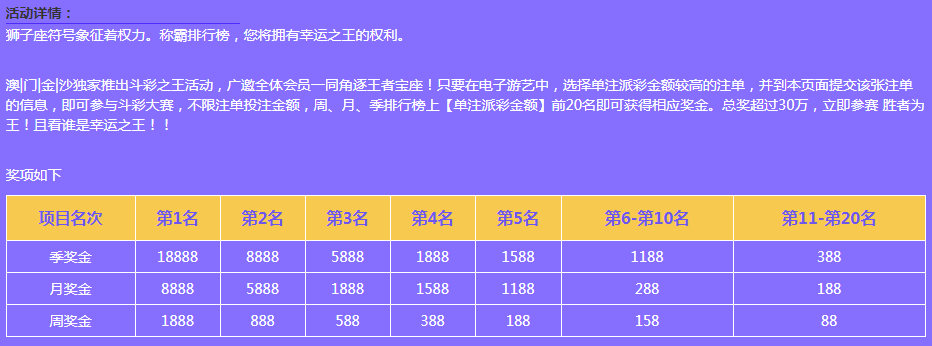 活动详情：
狮子座符号象征着权力。称霸排行榜，您将拥有幸运之王的权利。
澳|门|金|沙独家推出斗彩之王活动，广邀全体会员一同角逐王者宝座！只要在电子游艺中，选择单注派彩金额较高的注单，并到本页面提交该张注单
的信息，即可参与斗彩大赛，不限注单投注金额，周、月、季排行榜上【单注派彩金额】前20名即可获得相应奖金。总奖超过30万，立即参赛 胜者为
王！且看谁是幸运之王！！
奖项如下
项目名次 第1名 第2名 第3名 第4名 第5名 第6-第10名 第11-第20名
季奖金 18888 8888 5888 1888 1588 1188 388
月奖金 8888 5888 1888 1588 1188 288 188
周奖金 1888 888 588 388 188 158 88